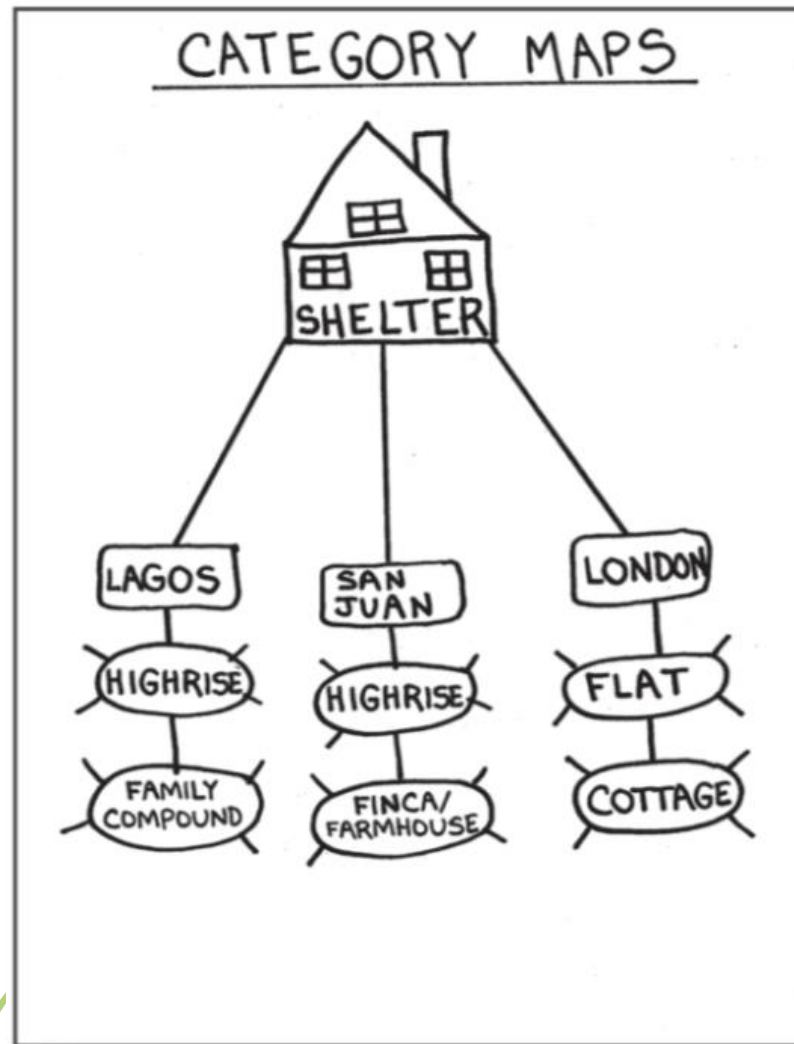 CATEGORY MAPS
SHELTER
LAGOS
HIGHRISE
FAMILY
COMPOUND
SAN
JUAN
HIGHRISE
FINCA/
FARMHOUSE
LONDON
FLAT
COTTAGE